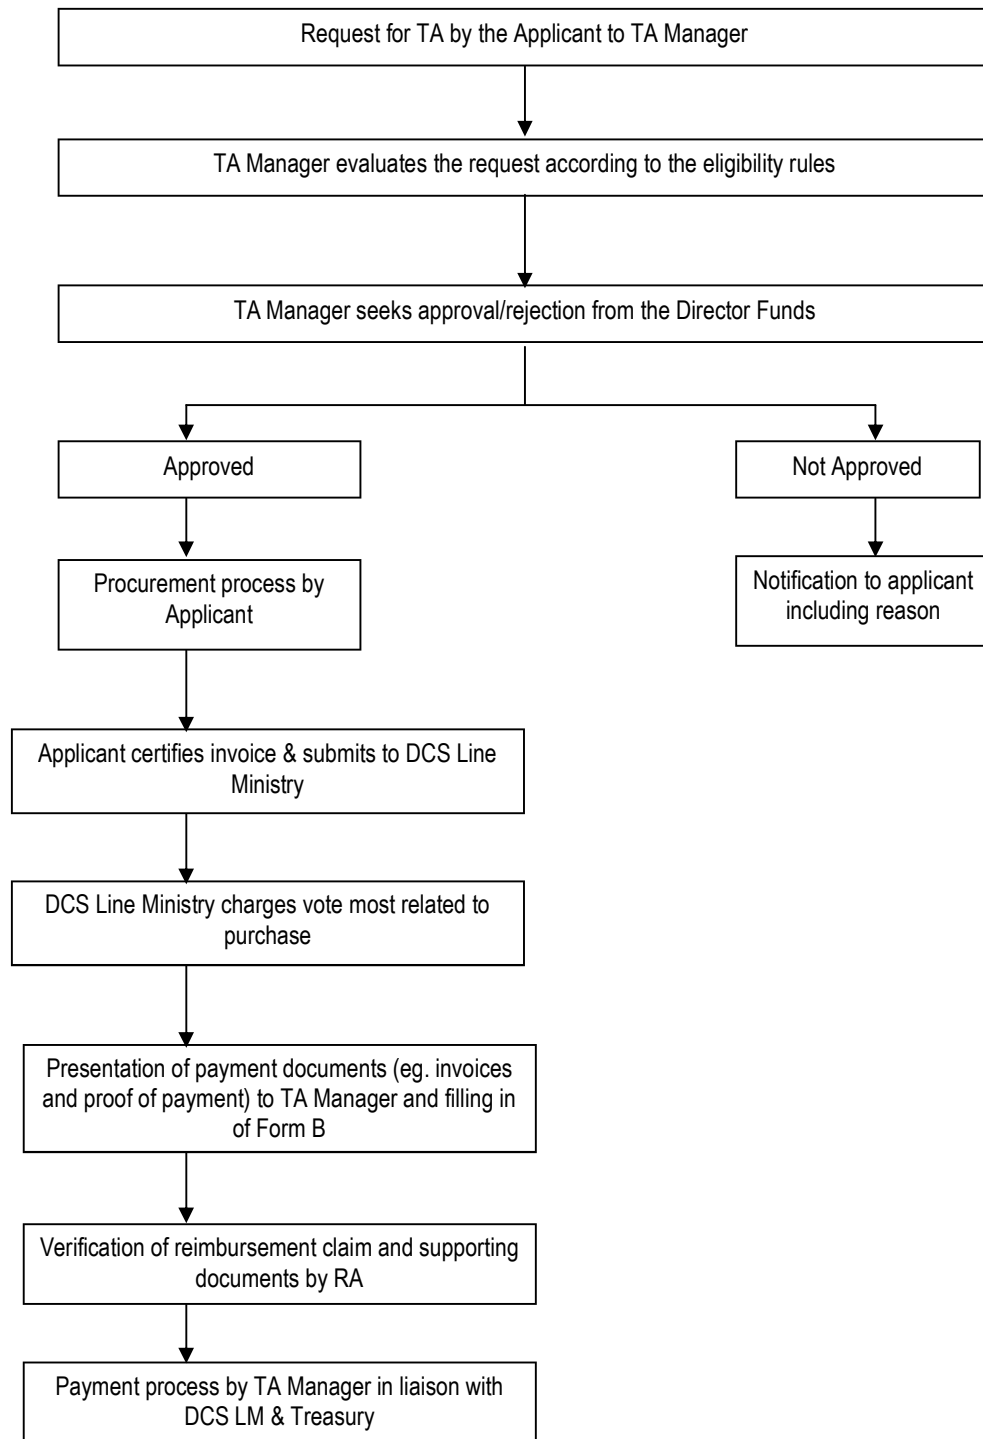 Request for TA by the Applicant to TA Manager
TA Manager evaluates the request according to the eligibility rules
TA Manager seeks approval/rejection from the Director Funds
Approved
Not Approved
Procurement process by
Applicant
Notification to applicant
including reason
Applicant certifies invoice & submits to DCS Line
Ministry
DCS Line Ministry charges vote most related to
purchase
Presentation of payment documents (eg. invoices
and proof of payment) to TA Manager and filling in
of Form B
Verification of reimbursement claim and supporting
documents by RA
Payment process by TA Manager in liaison with
DCS LM & Treasury